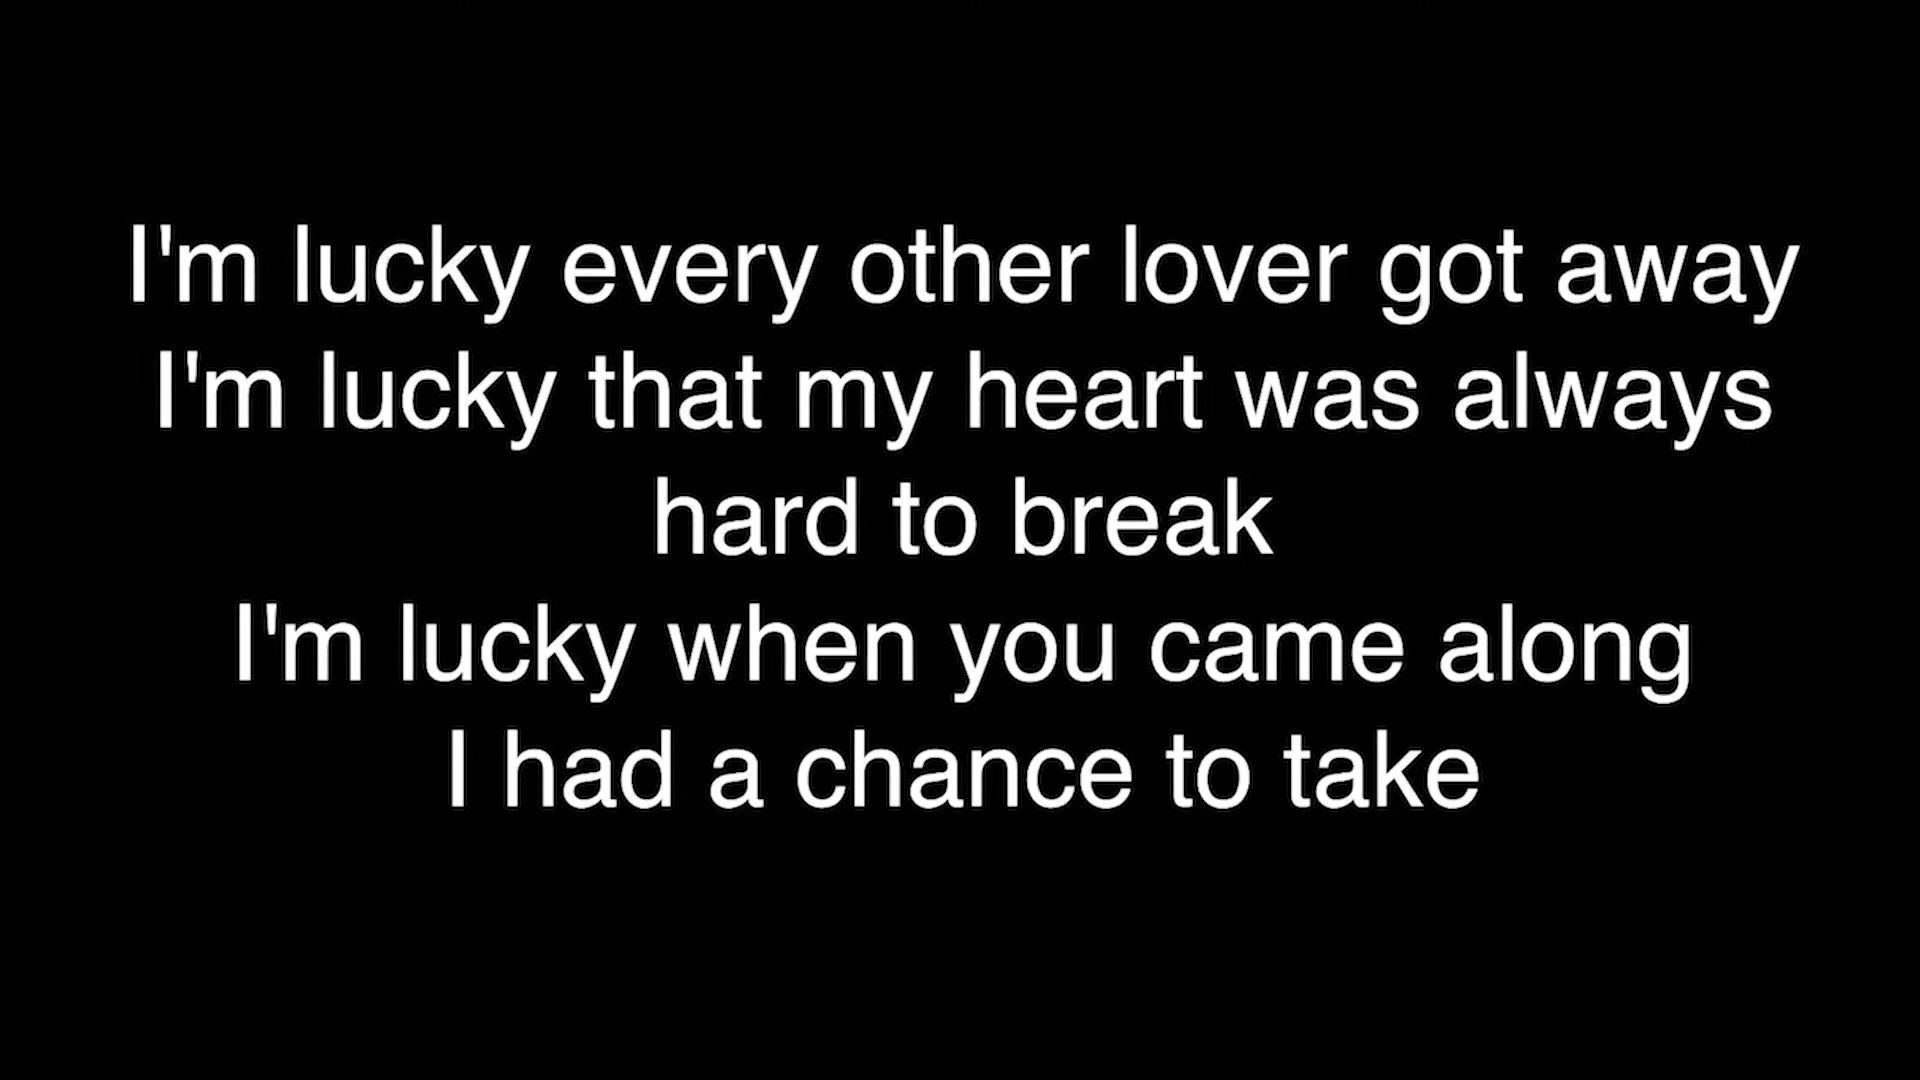 I'm lucky every other lover got away
I'm lucky that my heart was always
hard to break
I'm lucky when you came along
I had a chance to take